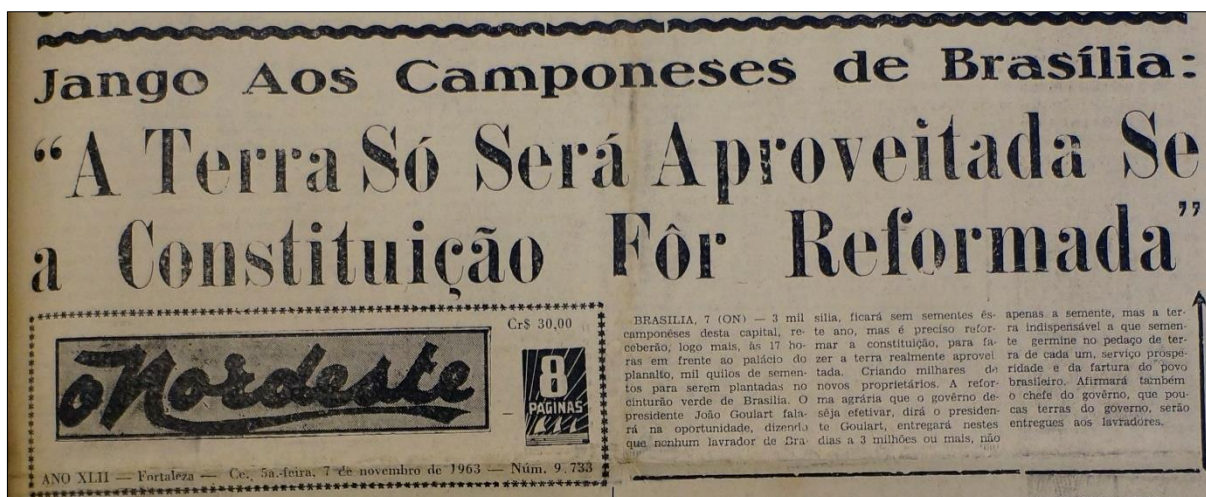 Jango Aos Camponeses de Brasília:
“A Terra Só Será Aproveitada Se
a Constituição Fôr Reformada”
Cr$ 30,00
o Nordeste
8
PÁGINAS
ANO XLII — Fortaleza — Ce., 5a.-feira, 7 de novembro de 1963 — Núm. 9.733
BRASILIA, 7 (ON) — 3 mil
camponêses desta capital, re-
ceberão, logo mais, às 17 ho-
ras em frente ao palácio do
planalto, mil quilos de semen-
tos para serem plantadas no
cinturão verde de Brasilia. O
presidente João Goulart fala-
rá na oportunidade, dizendo
que nenhum lavrador de Bra-
silia, ficará sem sementes ês-
te ano, mas é preciso refor-
mar a constituição, para fa-
zer a terra realmente aprovei
tada. Criando milhares de
novos proprietários. A refor-
ma agrária que o govêrno de-
séja efetivar, dirá o presiden-
te Goulart, entregará nestes
dias a 3 milhões ou mais, não
apenas a semente, mas a ter-
ra indispensável a que semen-
te germine no pedaço de ter-
ra de cada um, serviço prospe-
ridade e da fartura do povo
brasileiro. Afirmará também
o chefe do govêrno, que pou-
cas terras do governo, serão
entregues aos lavradores.